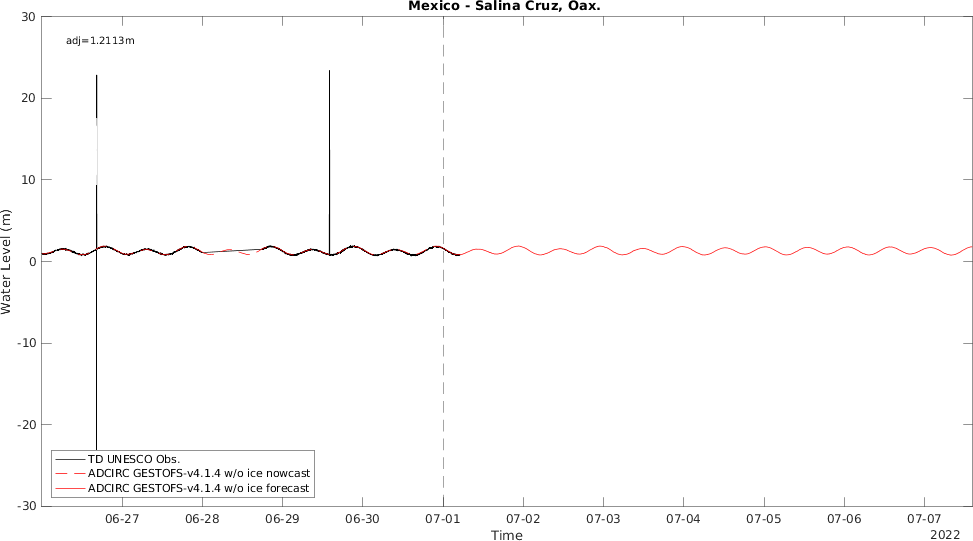 Mexico - Salina Cruz, Oax.
adj=1.2113m
30
20
10
0
-10
-20
-30
Water Level (m)
TD UNESCO Obs.
ADCIRC GESTOFS-v4.1.4 w/o ice nowcast
ADCIRC GESTOFS-v4.1.4 w/o ice forecast
06-27 06-28 06-29 06-30 07-01 07-02 07-03 07-04 07-05 07-06 07-07
Time
2022